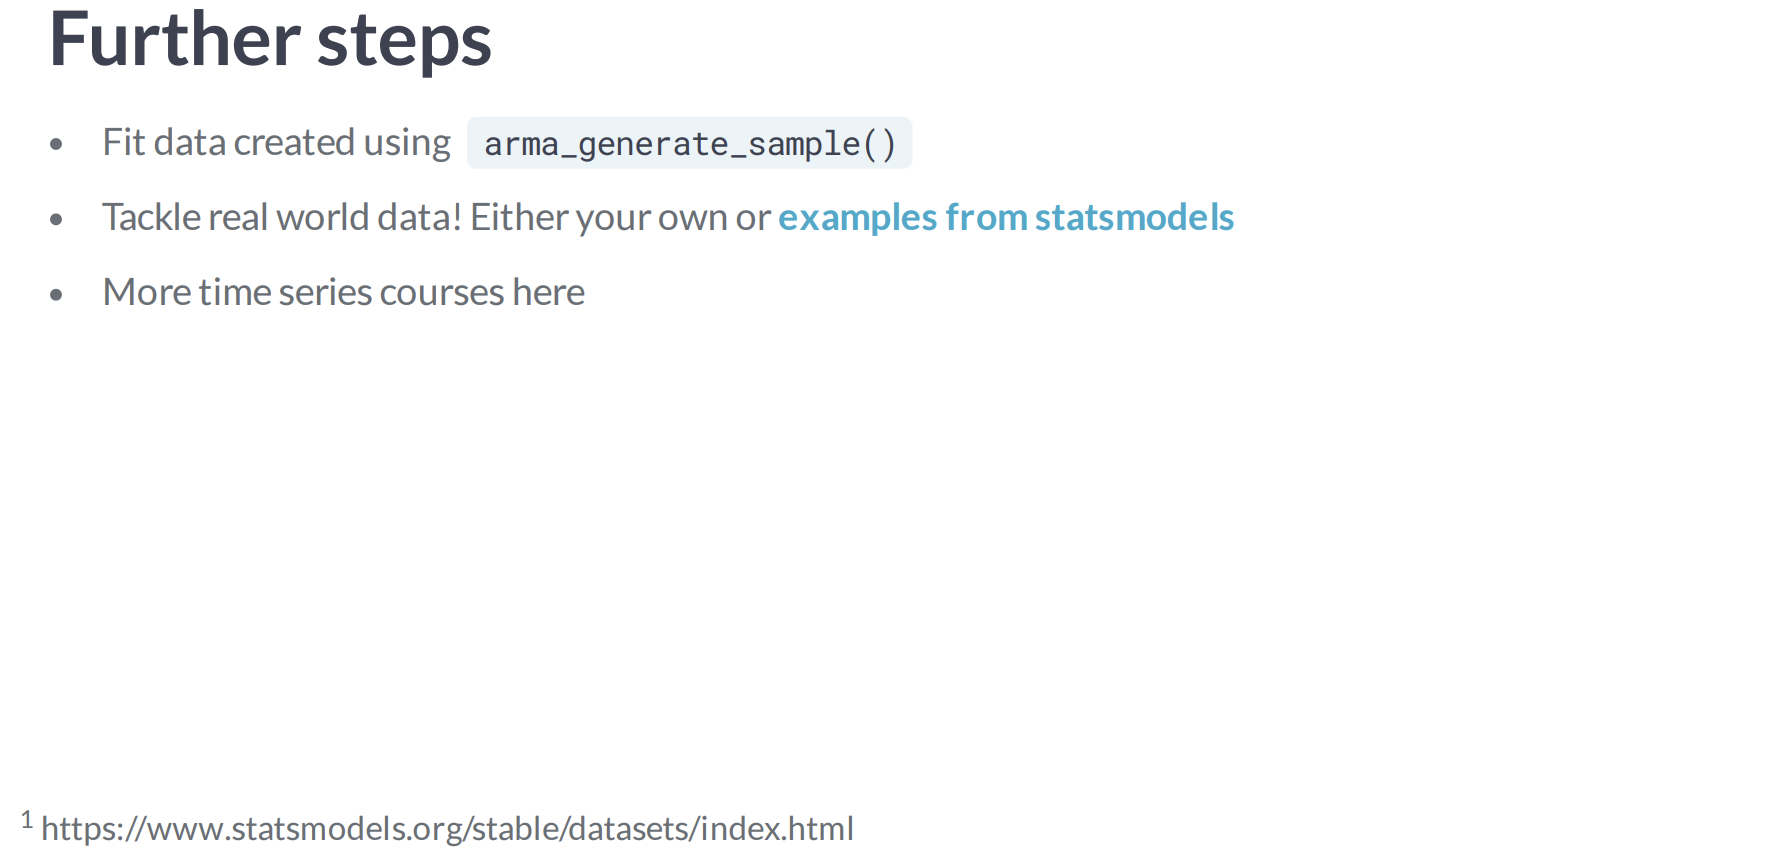 Further steps
• Fit data created using arma_generate_sample()
• Tackle real world data! Either your own or examples from statsmodels
• More time series courses here
1 https://www.statsmodels.org/stable/datasets/index.html